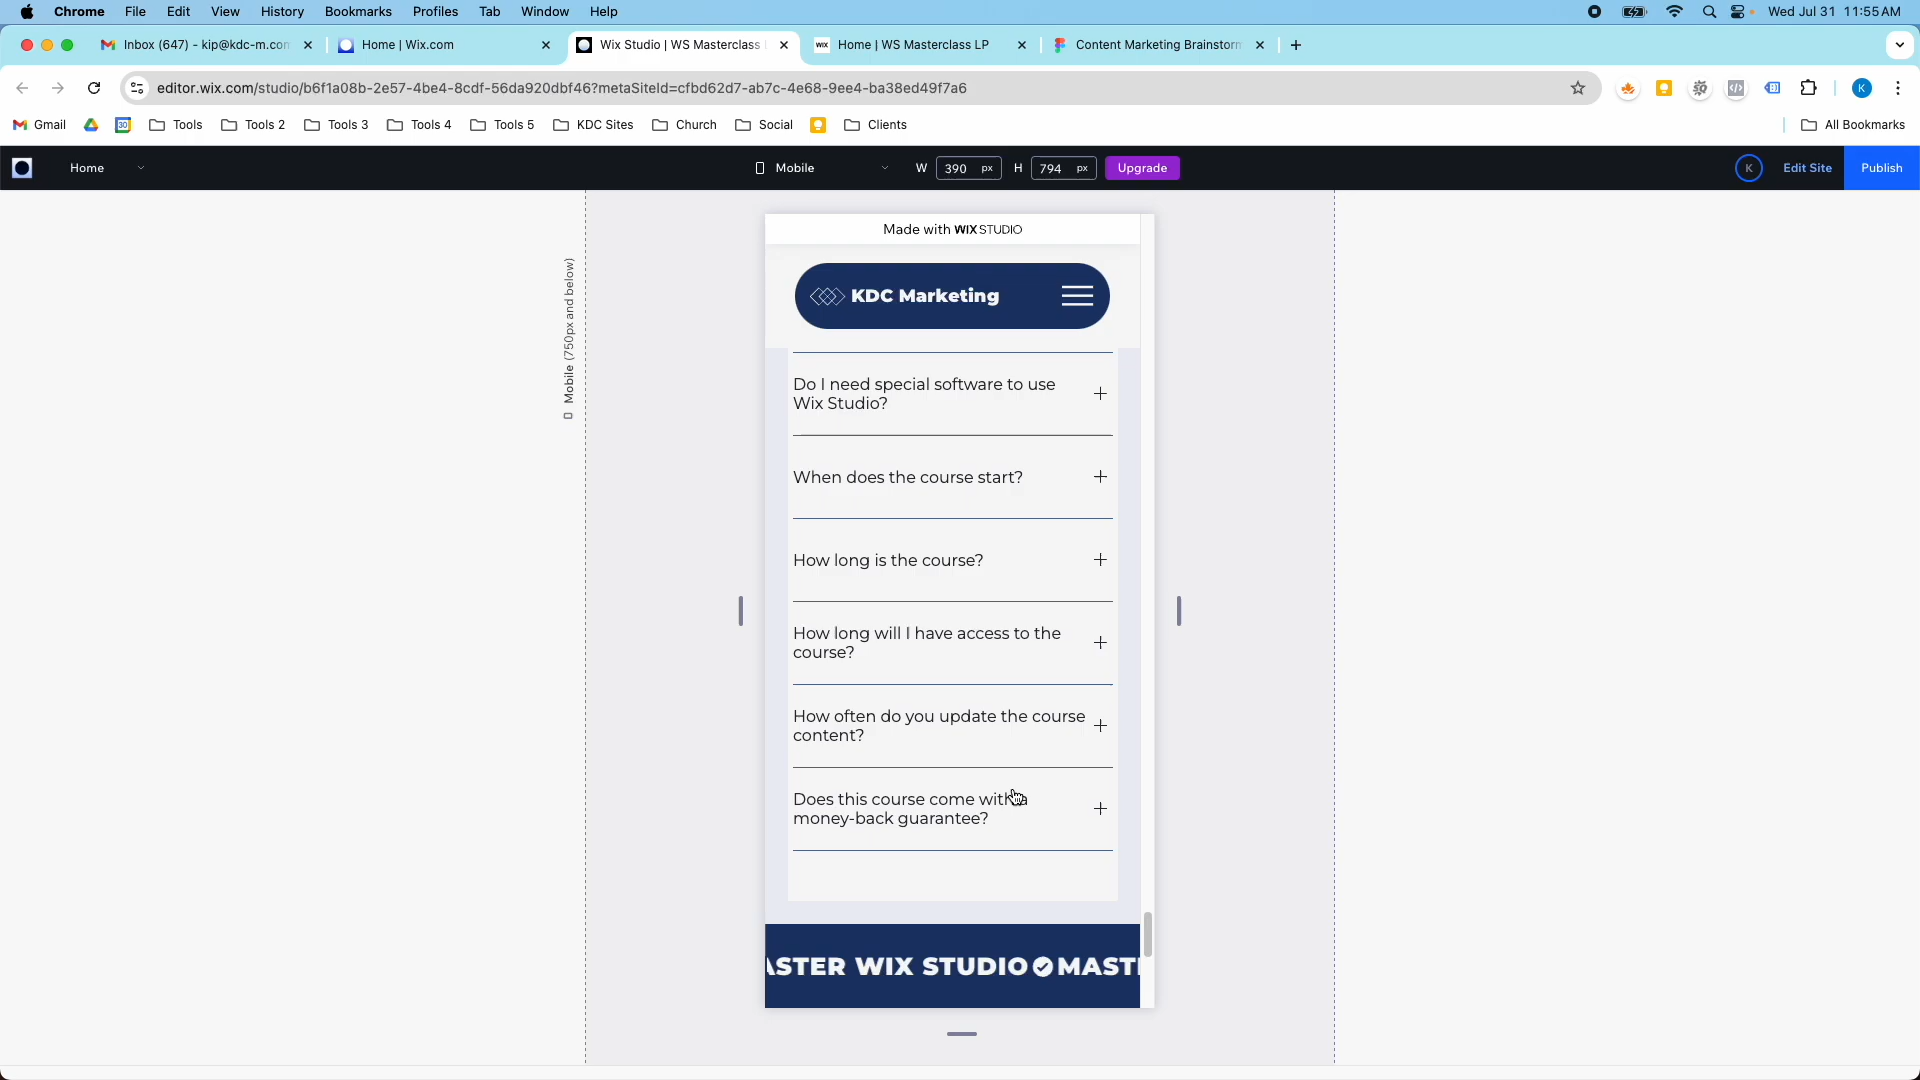 Chrome File Edit View History Bookmarks Profiles Tab Window Help Wed Jul 31 11:55AM
Inbox (647) - kip@kdc-m.con Home | Wix.com Wix Studio | WS Masterclass WIX Home | WS Masterclass LP Content Marketing Brainstorm
editor.wix.com/studio/b6f1a08b-2e57-4be4-8cdf-56da920dbf46?metaSiteId=cfbd62d7-ab7c-4e68-9ee4-ba38ed49f7a6 K
Gmail 30 Tools Tools 2 Tools 3 Tools 4 Tools 5 KDC Sites Church Social Clients All Bookmarks
Home Mobile W 390 px H 794 px Upgrade K Edit Site Publish
Mobile (750px and below)
Made with WIX STUDIO
KDC Marketing
Do I need special software to use
Wix Studio?
When does the course start?
How long is the course?
How long will I have access to the
course?
How often do you update the course
content?
Does this course come with a
money-back guarantee?
ASTER WIX STUDIO MAST